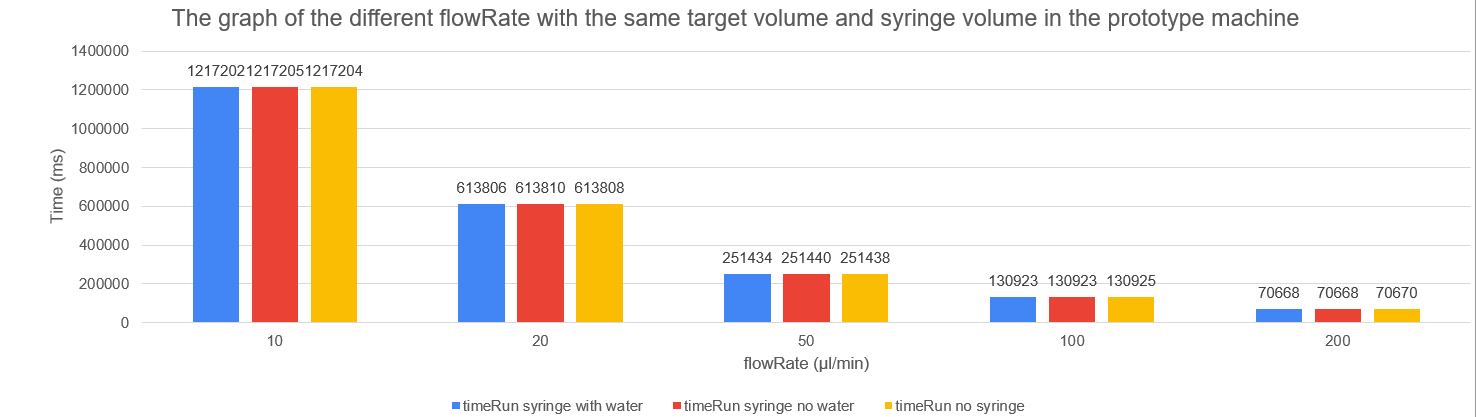 The graph of the different flowRate with the same target volume and syringe volume in the prototype machine
1400000
1200000
1000000
800000
600000
400000
200000
0
Time (ms)
1217202 1217205 1217204
613806 613810 613808
251434 251440 251438
130923 130923 130925
70668 70668 70670
10 20 50 100 200
flowRate (µl/min)
timeRun syringe with water timeRun syringe no water timeRun no syringe